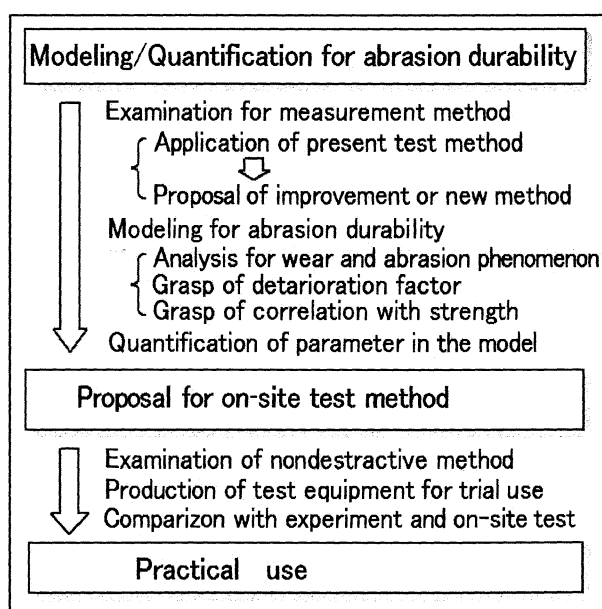 Modeling/Quantification for abrasion durability
Examination for measurement method
Application of present test method
Proposal of improvement or new method
Modeling for abrasion durability
Analysis for wear and abrasion phenomenon
Grasp of detarioration factor
Grasp of correlation with strength
Quantification of parameter in the model
Proposal for on-site test method
Examination of nondestractive method
Production of test equipment for trial use
Comparizon with experiment and on-site test
Practical use